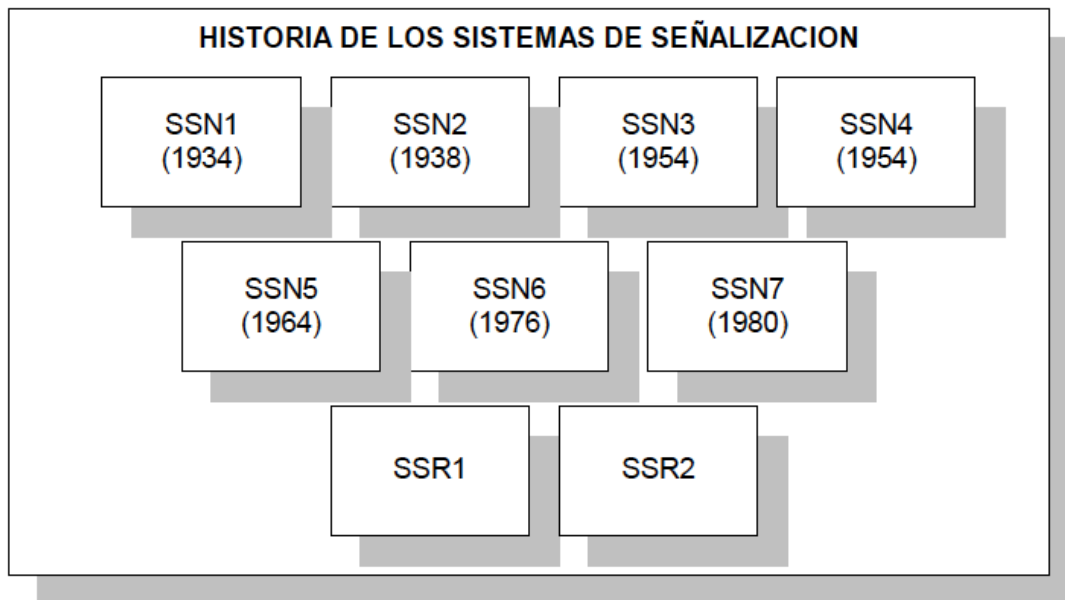 HISTORIA DE LOS SISTEMAS DE SEÑALIZACION
SSN1
(1934)
SSN2
(1938)
SSN3
(1954)
SSN4
(1954)
SSN5
(1964)
SSN6
(1976)
SSN7
(1980)
SSR1
SSR2